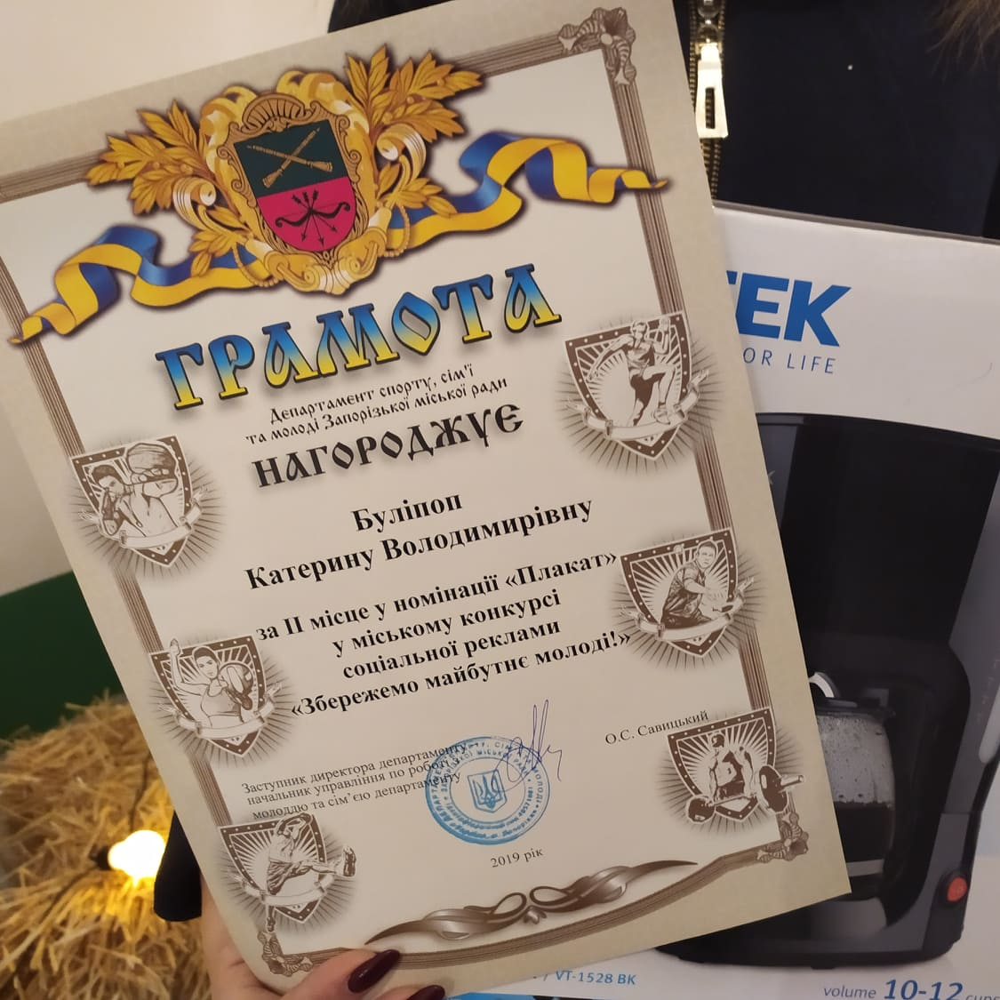 ГРАМОТА
Департамент спорту, сім'ї
та молоді Запорізької міської ради
НАГОРОДЖУЄ
Буліпоп
Катерину Володимирівну
за ІІ місце у номінації «Плакат»
у міському конкурсі
соціальної реклами
«Збережемо майбутнє молоді!»
Заступник директора департаменту -
начальник управління по роботі з
молоддю та сім’єю департаменту
О.С. Савицький
2019 рік
TEK
OR LIFE
/ VT-1528 BK
volume 10-12 cups